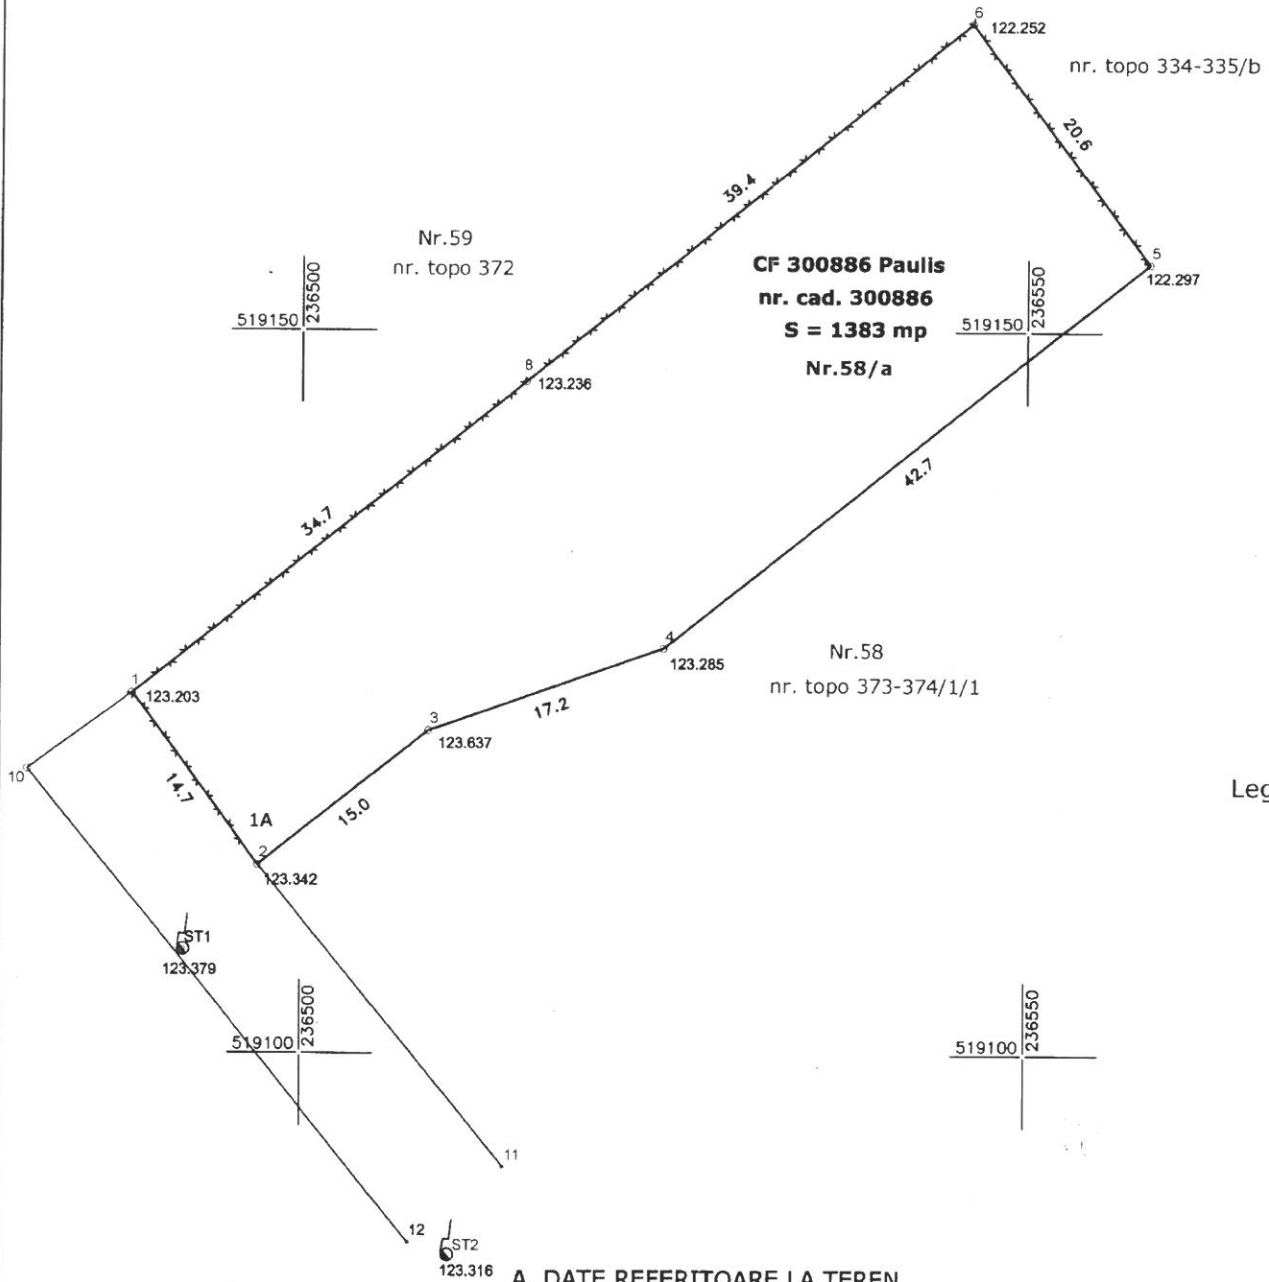 6
122.252
nr. topo 334-335/b
20.6
39.4
Nr.59
nr. topo 372
5
122.297
CF 300886 Paulis
nr. cad. 300886
S = 1383 mp
Nr.58/a
519150
236500
519150
236550
8
123.236
42.7
34.7
4
123.285
Nr.58
nr. topo 373-374/1/1
1
123.203
3
123.637
17.2
10
14.7
15.0
1A
2
123.342
Leg
ST1
123.379
519100
236500
519100
236550
11
12
ST2
123.316
A. DATE REFERITOARE LA TEREN